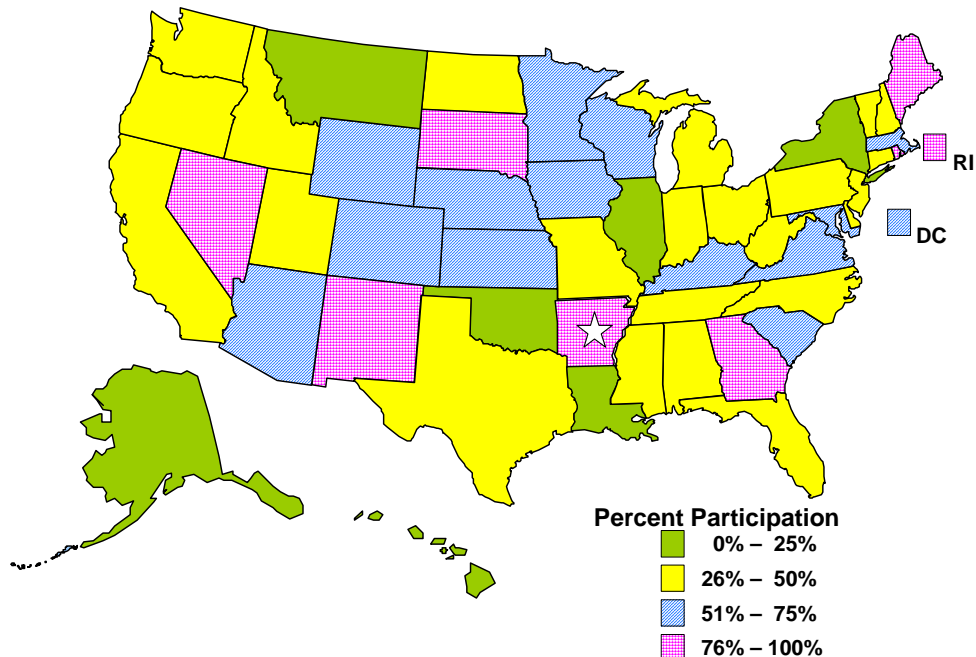 RI
DC
Percent Participation
0% – 25%
26% – 50%
51% – 75%
76% – 100%